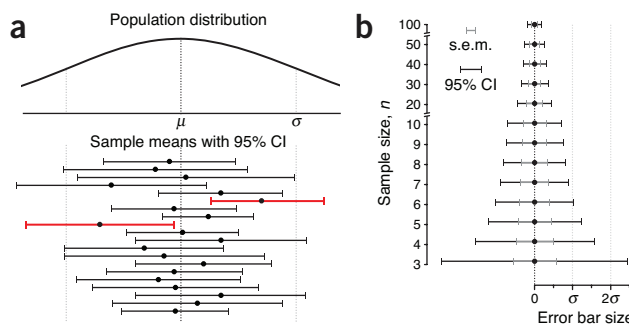 a
Population distribution
μ
σ
Sample means with 95% CI
b
Sample size, n
100
50
40
30
20
10
9
8
7
6
5
4
3
s.e.m.
95% CI
0
σ
2σ
Error bar size